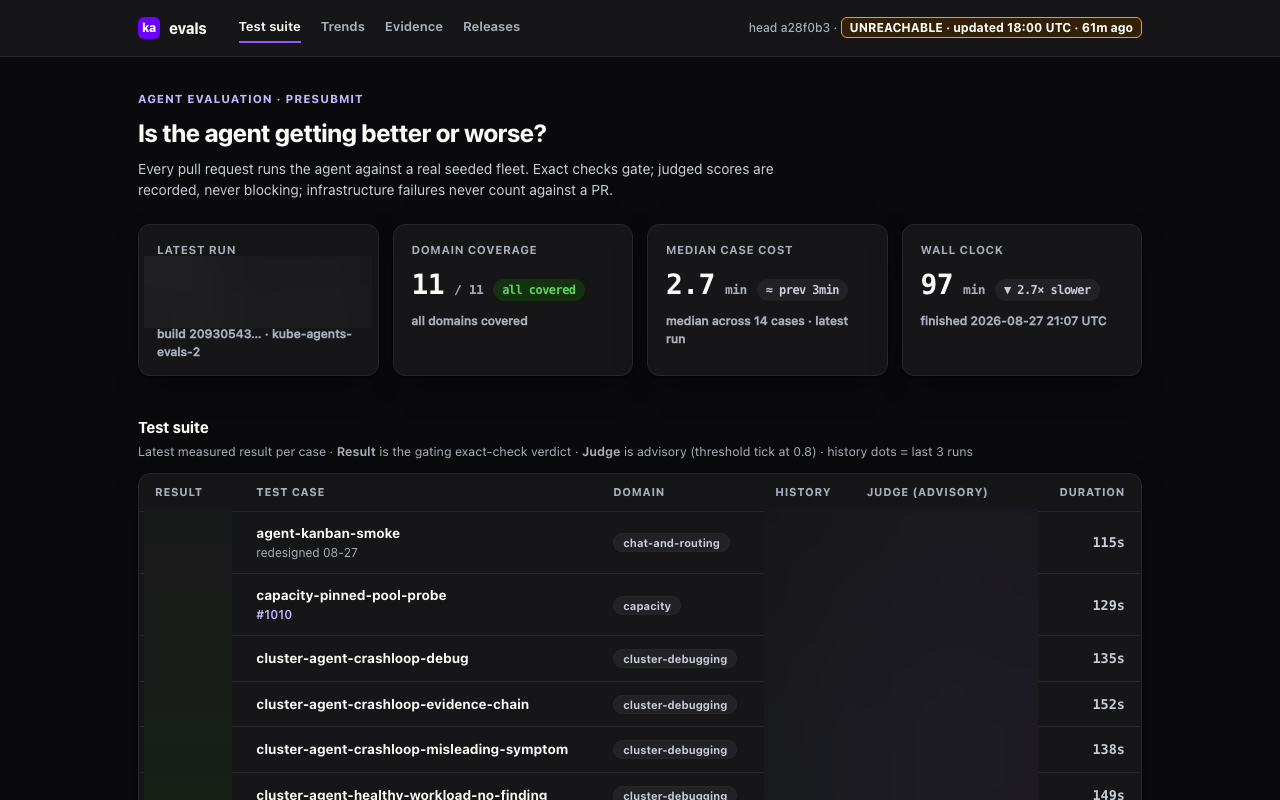 ka evals Test suite Trends Evidence Releases head a28f0b3 · UNREACHABLE · updated 18:00 UTC · 61m ago
AGENT EVALUATION · PRESUBMIT
Is the agent getting better or worse?
Every pull request runs the agent against a real seeded fleet. Exact checks gate; judged scores are
recorded, never blocking; infrastructure failures never count against a PR.
LATEST RUN
build 20930543... · kube-agents-
evals-2
DOMAIN COVERAGE
11 / 11 all covered
all domains covered
MEDIAN CASE COST
2.7 min ≈ prev 3min
median across 14 cases · latest
run
WALL CLOCK
97 min ▼ 2.7× slower
finished 2026-08-27 21:07 UTC
Test suite
Latest measured result per case · Result is the gating exact-check verdict · Judge is advisory (threshold tick at 0.8) · history dots = last 3 runs
RESULT TEST CASE DOMAIN HISTORY JUDGE (ADVISORY) DURATION
agent-kanban-smoke chat-and-routing 115s
redesigned 08-27
capacity-pinned-pool-probe capacity 129s
#1010
cluster-agent-crashloop-debug cluster-debugging 135s
cluster-agent-crashloop-evidence-chain cluster-debugging 152s
cluster-agent-crashloop-misleading-symptom cluster-debugging 138s
cluster-agent-healthy-workload-no-finding cluster-debugging 149s